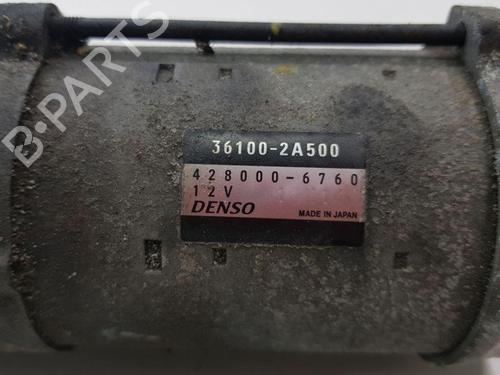 36100-2A500
428000-6760
12V
DENSO MADE IN JAPAN
B-PARTS